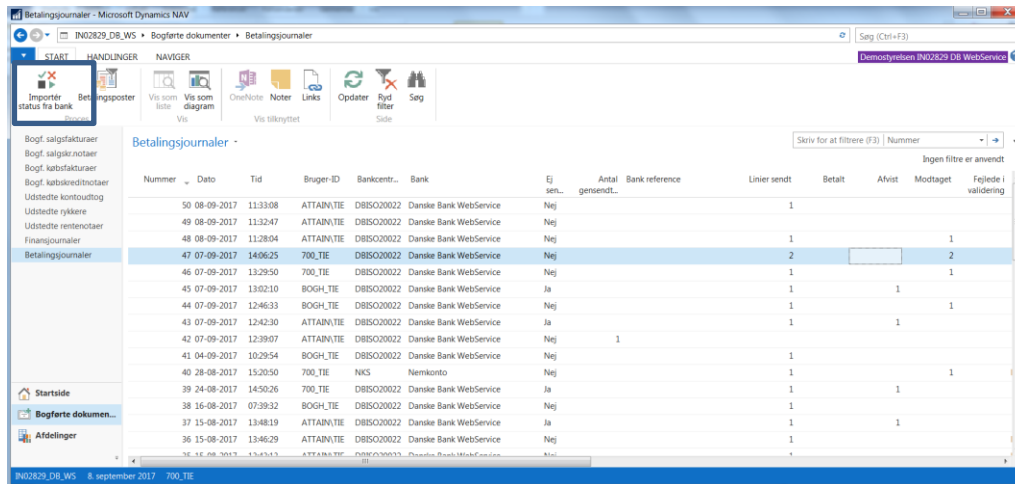 Betalingsjournaler - Microsoft Dynamics NAV
IN02829_DB_WS ▸ Bogførte dokumenter ▸ Betalingsjournaler
Søg (Ctrl+F3)
START HANDLINGER NAVIGER
Demostyrelsen IN02829 DB WebService
Importér status fra bank
Betalingsposter
Vis som liste
Vis som diagram
OneNote
Noter
Links
Opdater
Ryd filter
Søg
Proces
Vis
Vis tilknyttet
Side
Bogf. salgsfakturaer
Bogf. salgskr.notaer
Bogf. købsfakturaer
Bogf. købskreditnotaer
Udstedte kontoudtog
Udstedte rykkere
Udstedte rentenotaer
Finansjournaler
Betalingsjournaler
Startside
Bogførte dokumen...
Afdelinger
Betalingsjournaler
Skriv for at filtrere (F3) Nummer
Ingen filtre er anvendt
Nummer Dato Tid Bruger-ID Bankcentr... Bank Ej sen... Antal gensendt... Bank reference Linier sendt Betalt Afvist Modtaget Fejlede i validering
50 08-09-2017 11:33:08 ATTAIN\TIE DBISO20022 Danske Bank WebService Nej 1
49 08-09-2017 11:32:47 ATTAIN\TIE DBISO20022 Danske Bank WebService Nej
48 08-09-2017 11:28:04 ATTAIN\TIE DBISO20022 Danske Bank WebService Nej 1 1
47 07-09-2017 14:06:25 700_TIE DBISO20022 Danske Bank WebService Nej 2 2
46 07-09-2017 13:29:50 700_TIE DBISO20022 Danske Bank WebService Nej 1 1
45 07-09-2017 13:02:10 BOGH_TIE DBISO20022 Danske Bank WebService Ja 1 1
44 07-09-2017 12:46:33 BOGH_TIE DBISO20022 Danske Bank WebService Nej 1 1
43 07-09-2017 12:42:30 ATTAIN\TIE DBISO20022 Danske Bank WebService Ja 1 1
42 07-09-2017 12:39:07 ATTAIN\TIE DBISO20022 Danske Bank WebService Nej 1
41 04-09-2017 10:29:54 BOGH_TIE DBISO20022 Danske Bank WebService Nej 1
40 28-08-2017 15:20:50 700_TIE NKS Nemkonto Nej 1 1
39 24-08-2017 14:50:26 700_TIE DBISO20022 Danske Bank WebService Ja 1 1
38 16-08-2017 07:39:32 BOGH_TIE DBISO20022 Danske Bank WebService Nej 1
37 15-08-2017 13:48:19 ATTAIN\TIE DBISO20022 Danske Bank WebService Ja 1 1
36 15-08-2017 13:46:29 ATTAIN\TIE DBISO20022 Danske Bank WebService Nej 1
IN02829_DB_WS 8. september 2017 700_TIE